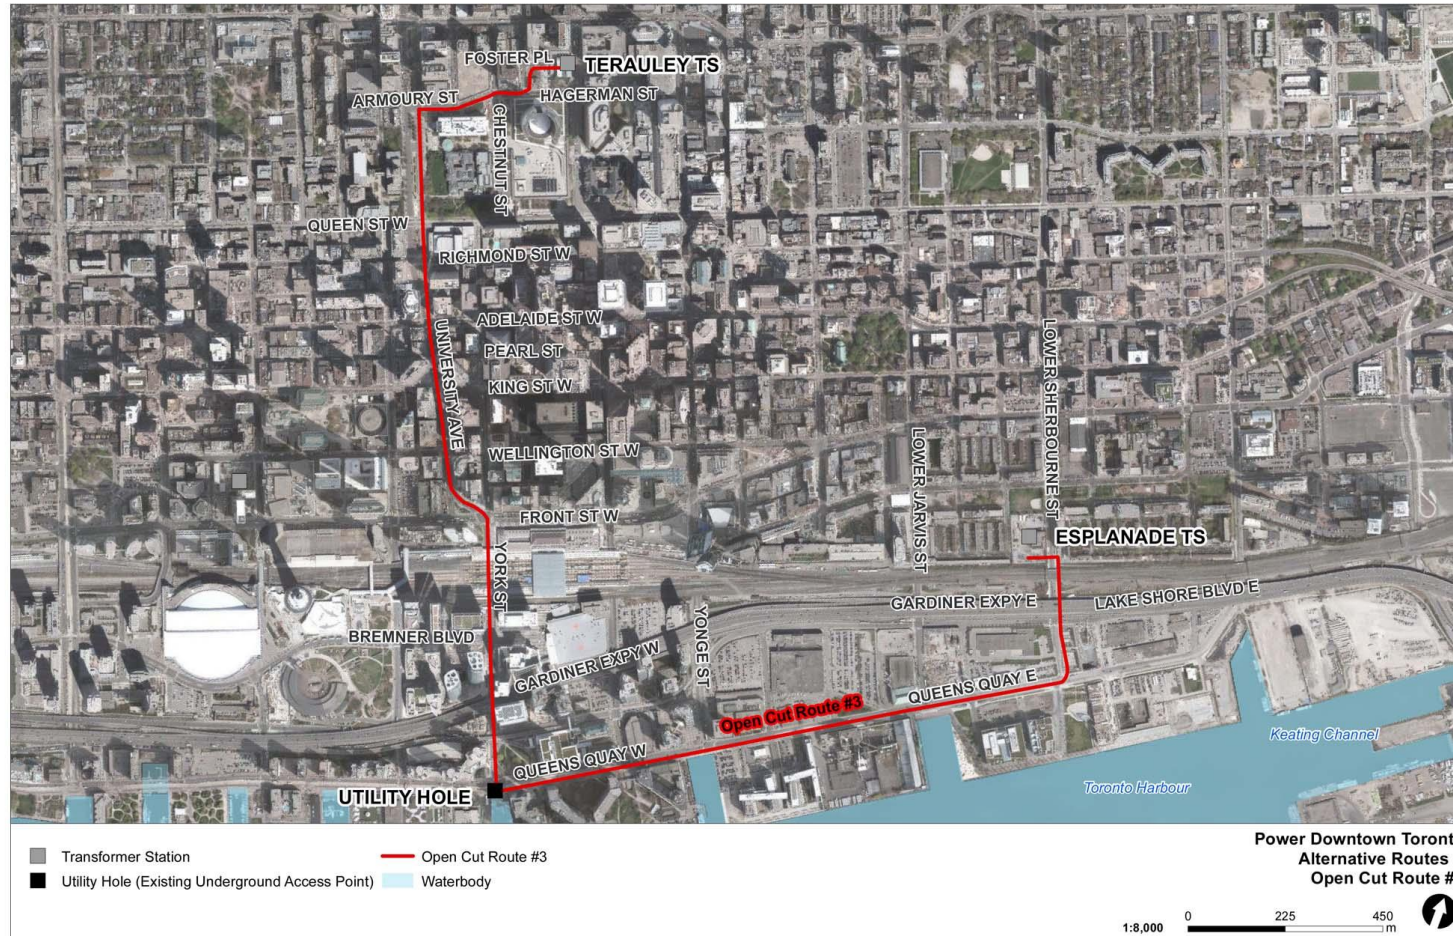 FOSTER PL
TERAULEY TS
ARMOURY ST
HAGERMAN ST
CHESTNUT ST
QUEEN ST W
RICHMOND ST W
ADELAIDE ST W
UNIVERSITY AVE
PEARL ST
KING ST W
LOWER SHERBOURNE ST
WELLINGTON ST W
LOWER JARVIS ST
FRONT ST W
ESPLANADE TS
YORK ST
GARDINER EXPY E
LAKE SHORE BLVD E
BREMNER BLVD
YONGE ST
GARDINER EXPY W
QUEENS QUAY E
Open Cut Route #3
QUEENS QUAY W
Keating Channel
UTILITY HOLE
Toronto Harbour
Transformer Station
Open Cut Route #3
Utility Hole (Existing Underground Access Point)
Waterbody
Power Downtown Toront
Alternative Routes
Open Cut Route #
1:8,000
0 225 450
m